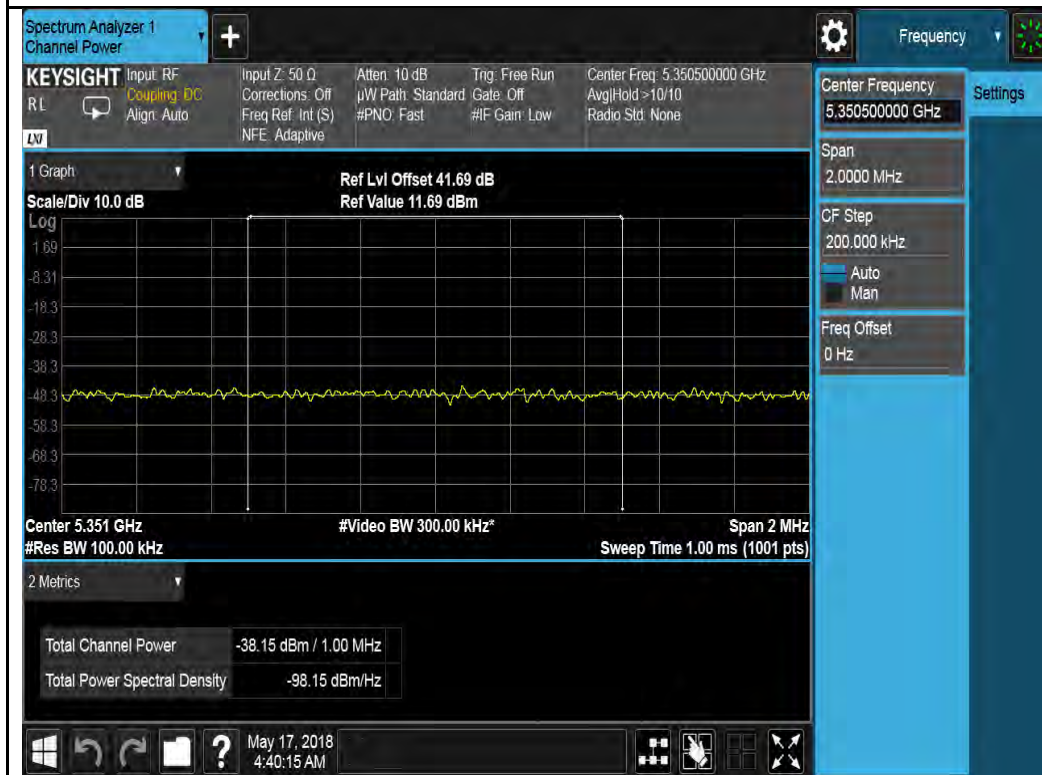 Spectrum Analyzer 1
Channel Power
+
Frequency
KEYSIGHT
RL
LXI
Input: RF
Coupling: DC
Align: Auto
Input Z: 50 Ω
Corrections: Off
Freq Ref: Int (S)
NFE: Adaptive
Atten: 10 dB
µW Path: Standard
#PNO: Fast
Trig: Free Run
Gate: Off
#IF Gain: Low
Center Freq: 5.350500000 GHz
Avg|Hold >10/10
Radio Std: None
Center Frequency
5.350500000 GHz
Settings
Span
2.0000 MHz
CF Step
200.000 kHz
Auto
Man
Freq Offset
0 Hz
1 Graph
Scale/Div 10.0 dB
Ref Lvl Offset 41.69 dB
Ref Value 11.69 dBm
Log
1.69
-8.31
-18.3
-28.3
-38.3
-48.3
-58.3
-68.3
-78.3
Center 5.351 GHz
#Video BW 300.00 kHz*
Span 2 MHz
#Res BW 100.00 kHz
Sweep Time 1.00 ms (1001 pts)
2 Metrics
Total Channel Power -38.15 dBm / 1.00 MHz
Total Power Spectral Density -98.15 dBm/Hz
?
May 17, 2018
4:40:15 AM